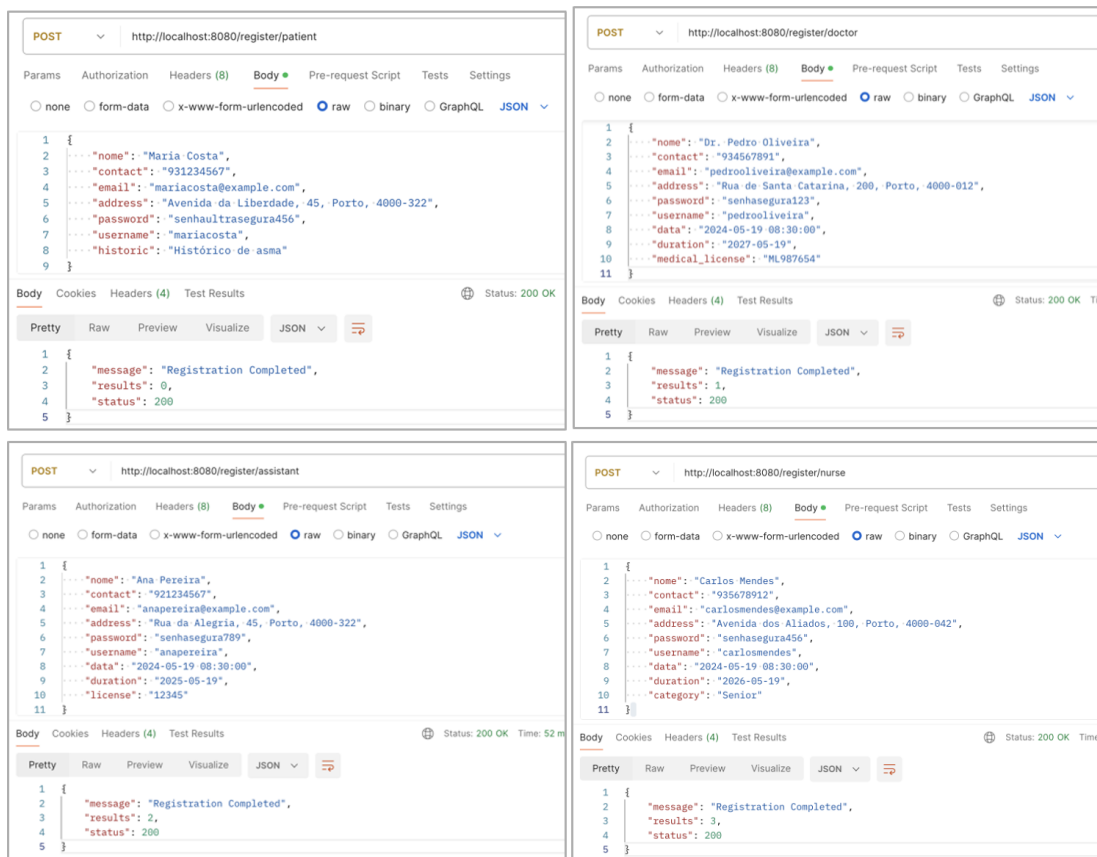 POST http://localhost:8080/register/patient
Params Authorization Headers (8) Body Pre-request Script Tests Settings
none form-data x-www-form-urlencoded raw binary GraphQL JSON
1 {
2 "nome": "Maria Costa",
3 "contact": "931234567",
4 "email": "mariacosta@example.com",
5 "address": "Avenida da Liberdade, 45, Porto, 4000-322",
6 "password": "senhaultrasegura456",
7 "username": "mariacosta",
8 "historic": "Histórico de asma"
9 }
Body Cookies Headers (4) Test Results Status: 200 OK
Pretty Raw Preview Visualize JSON
1 {
2 "message": "Registration Completed",
3 "results": 0,
4 "status": 200
5 }
POST http://localhost:8080/register/doctor
Params Authorization Headers (8) Body Pre-request Script Tests Settings
none form-data x-www-form-urlencoded raw binary GraphQL JSON
1 {
2 "nome": "Dr. Pedro Oliveira",
3 "contact": "934567891",
4 "email": "pedrooliveira@example.com",
5 "address": "Rua de Santa Catarina, 200, Porto, 4000-012",
6 "password": "senhasegura123",
7 "username": "pedrooliveira",
8 "data": "2024-05-19 08:30:00",
9 "duration": "2027-05-19",
10 "medical_license": "ML987654"
11 }
Body Cookies Headers (4) Test Results Status: 200 OK
Pretty Raw Preview Visualize JSON
1 {
2 "message": "Registration Completed",
3 "results": 1,
4 "status": 200
5 }
POST http://localhost:8080/register/assistant
Params Authorization Headers (8) Body Pre-request Script Tests Settings
none form-data x-www-form-urlencoded raw binary GraphQL JSON
1 {
2 "nome": "Ana Pereira",
3 "contact": "921234567",
4 "email": "anapereira@example.com",
5 "address": "Rua da Alegria, 45, Porto, 4000-322",
6 "password": "senhasegura789",
7 "username": "anapereira",
8 "data": "2024-05-19 08:30:00",
9 "duration": "2025-05-19",
10 "license": "12345"
11 }
Body Cookies Headers (4) Test Results Status: 200 OK Time: 52 m
Pretty Raw Preview Visualize JSON
1 {
2 "message": "Registration Completed",
3 "results": 2,
4 "status": 200
5 }
POST http://localhost:8080/register/nurse
Params Authorization Headers (8) Body Pre-request Script Tests Settings
none form-data x-www-form-urlencoded raw binary GraphQL JSON
1 {
2 "nome": "Carlos Mendes",
3 "contact": "935678912",
4 "email": "carlosmendes@example.com",
5 "address": "Avenida dos Aliados, 100, Porto, 4000-042",
6 "password": "senhasegura456",
7 "username": "carlosmendes",
8 "data": "2024-05-19 08:30:00",
9 "duration": "2026-05-19",
10 "category": "Senior"
11 }
Body Cookies Headers (4) Test Results Status: 200 OK Time
Pretty Raw Preview Visualize JSON
1 {
2 "message": "Registration Completed",
3 "results": 3,
4 "status": 200
5 }